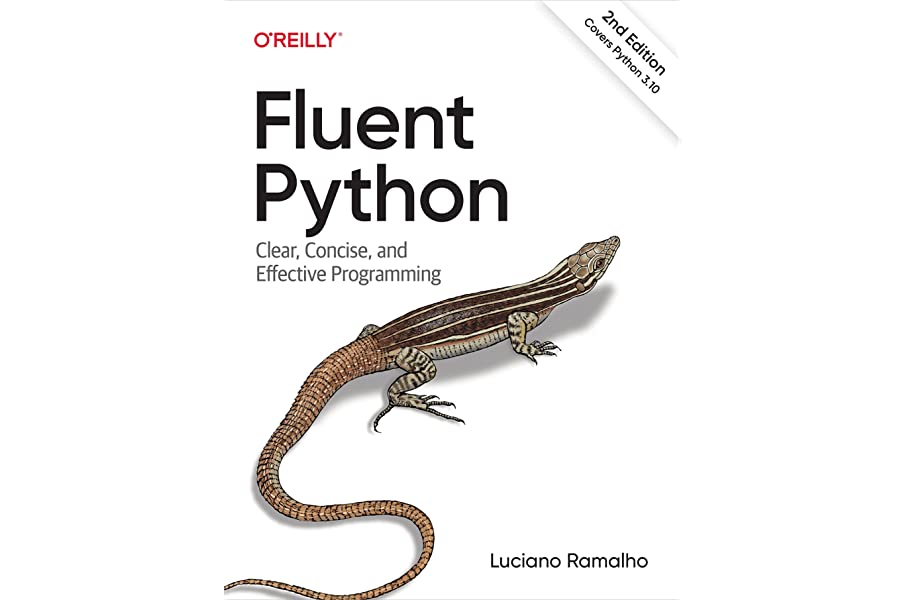 O'REILLY®
2nd Edition
Covers Python 3.10
Fluent
Python
Clear, Concise, and
Effective Programming
Luciano Ramalho